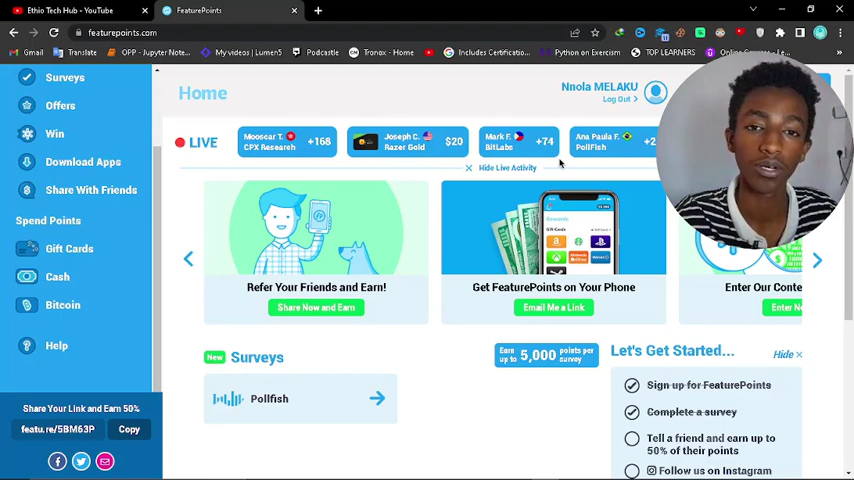 Ethio Tech Hub - YouTube
FeaturePoints
featurepoints.com
Gmail
Translate
OPP - Jupyter Note...
My videos | Lumen5
Podcastle
Tronox - Home
Includes Certificatio...
Python on Exercism
TOP LEARNERS
Surveys
Offers
Win
Download Apps
Share With Friends
Spend Points
Gift Cards
Cash
Bitcoin
Help
Share Your Link and Earn 50%
featu.re/5BM63P
Copy
Home
Nnola MELAKU
Log Out
LIVE
Mooscar T.
CPX Research
+168
Joseph C.
Razer Gold
$20
Mark F.
BitLabs
+74
Ana Paula F.
PollFish
Hide Live Activity
Refer Your Friends and Earn!
Share Now and Earn
Rewards
Get FeaturePoints on Your Phone
Email Me a Link
Enter Our Conte
Enter No
New
Surveys
Earn
up to
5,000
points per
survey
Pollfish
Let's Get Started...
Hide
Sign up for FeaturePoints
Complete a survey
Tell a friend and earn up to
50% of their points
Follow us on Instagram